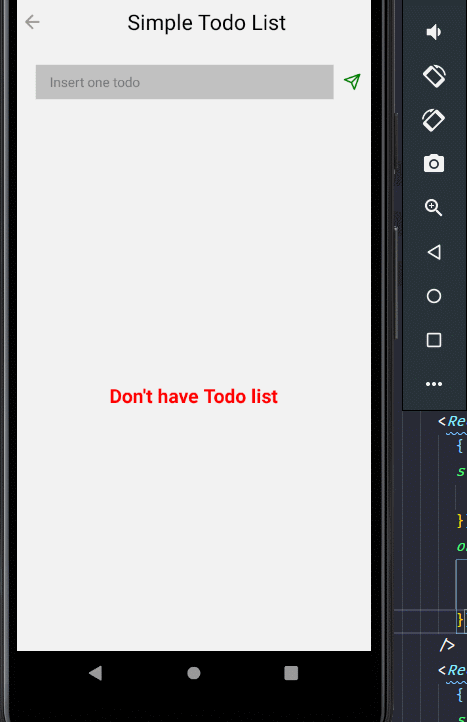 Simple Todo List
Insert one todo
Don't have Todo list
<Re
{
s
}
o
}
/>
<Re
{
s